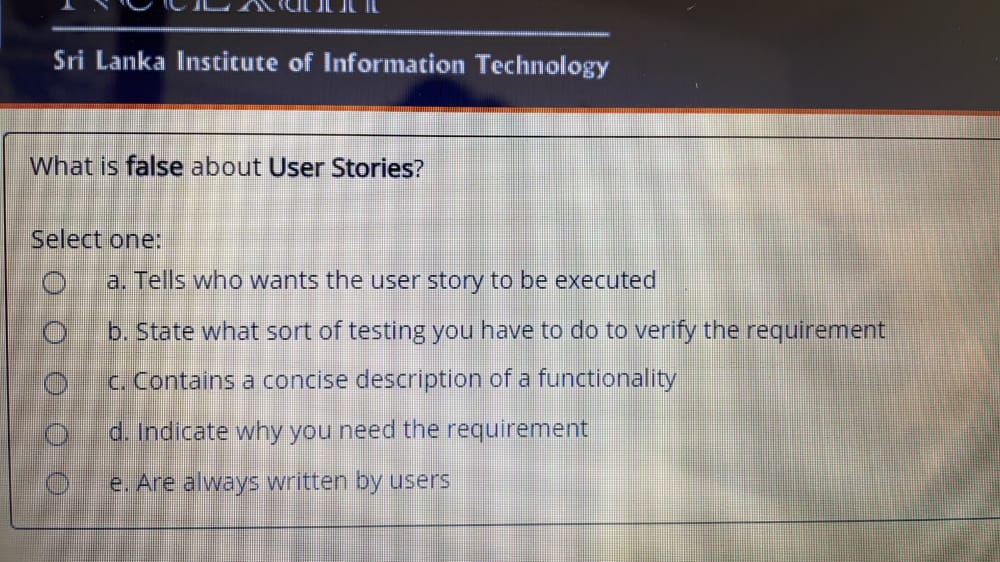 Sri Lanka Institute of Information Technology
What is false about User Stories?
Select one:
a. Tells who wants the user story to be executed
b. State what sort of testing you have to do to verify the requirement
c. Contains a concise description of a functionality
d. Indicate why you need the requirement
e. Are always written by users